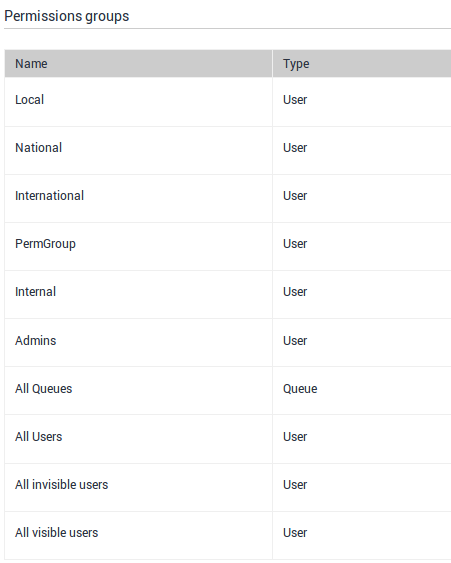 Permissions groups
Name Type
Local User
National User
International User
PermGroup User
Internal User
Admins User
All Queues Queue
All Users User
All invisible users User
All visible users User